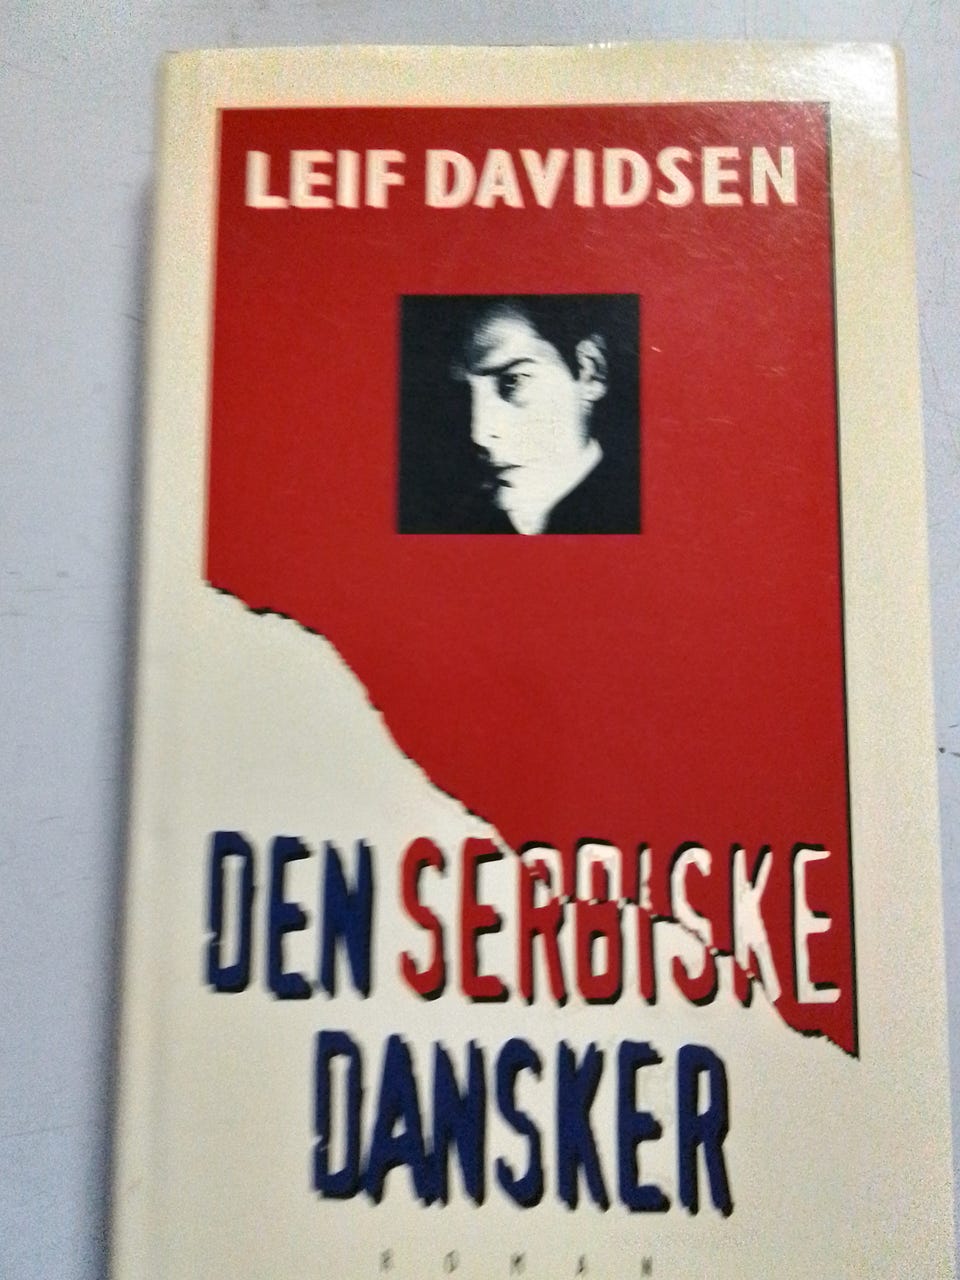 LEIF DAVIDSEN
DEN SERBISKE
DANSKER
ROMAN